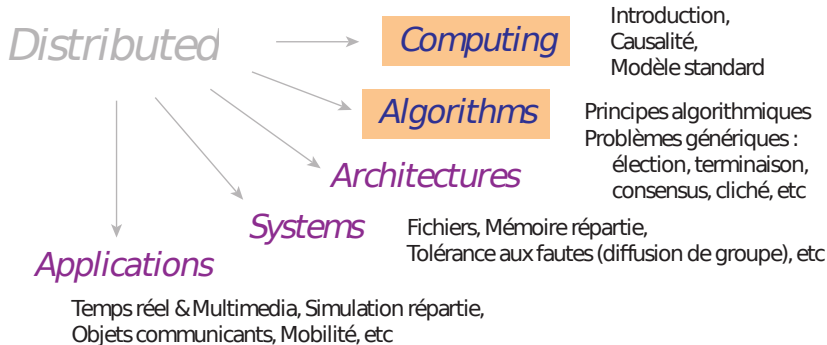 Distributed
Computing
Introduction,
Causalité,
Modèle standard
Algorithms
Principes algorithmiques
Problèmes génériques :
élection, terminaison,
consensus, cliché, etc
Architectures
Systems
Fichiers, Mémoire répartie,
Tolérance aux fautes (diffusion de groupe), etc
Applications
Temps réel & Multimedia, Simulation répartie,
Objets communicants, Mobilité, etc